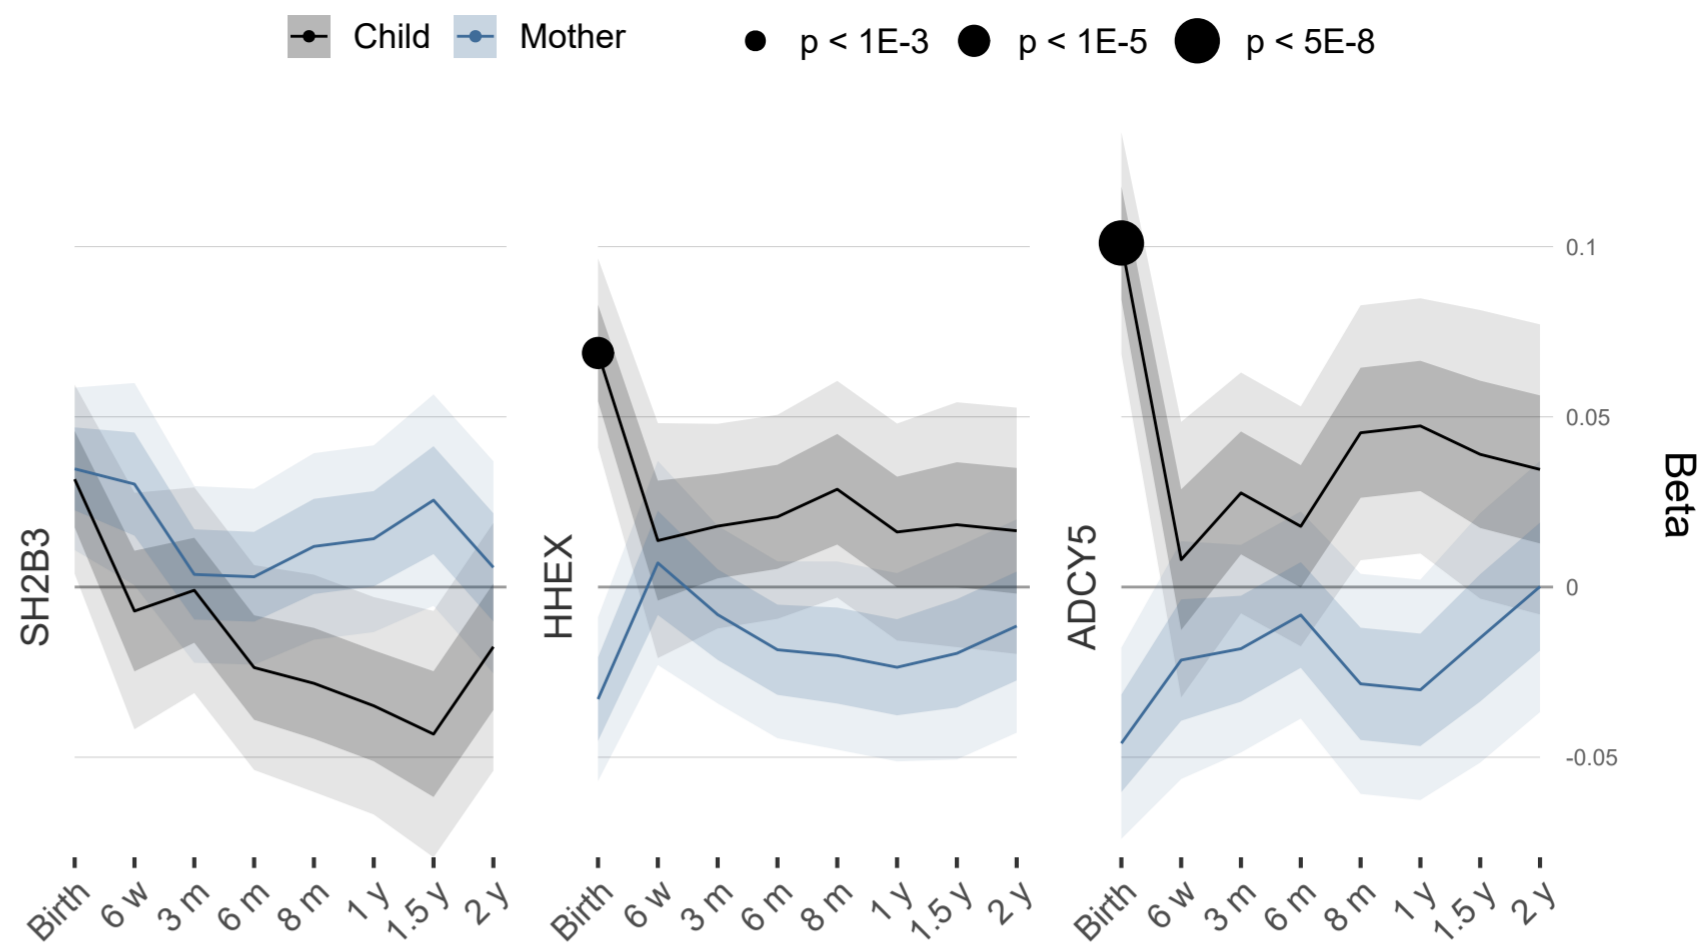 Child Mother p < 1E-3 p < 1E-5 p < 5E-8
SH2B3
HHEX
ADCY5
0.1
0.05
0
-0.05
Beta
Birth 6 w 3 m 6 m 8 m 1 y 1.5 y 2 y
Birth 6 w 3 m 6 m 8 m 1 y 1.5 y 2 y
Birth 6 w 3 m 6 m 8 m 1 y 1.5 y 2 y